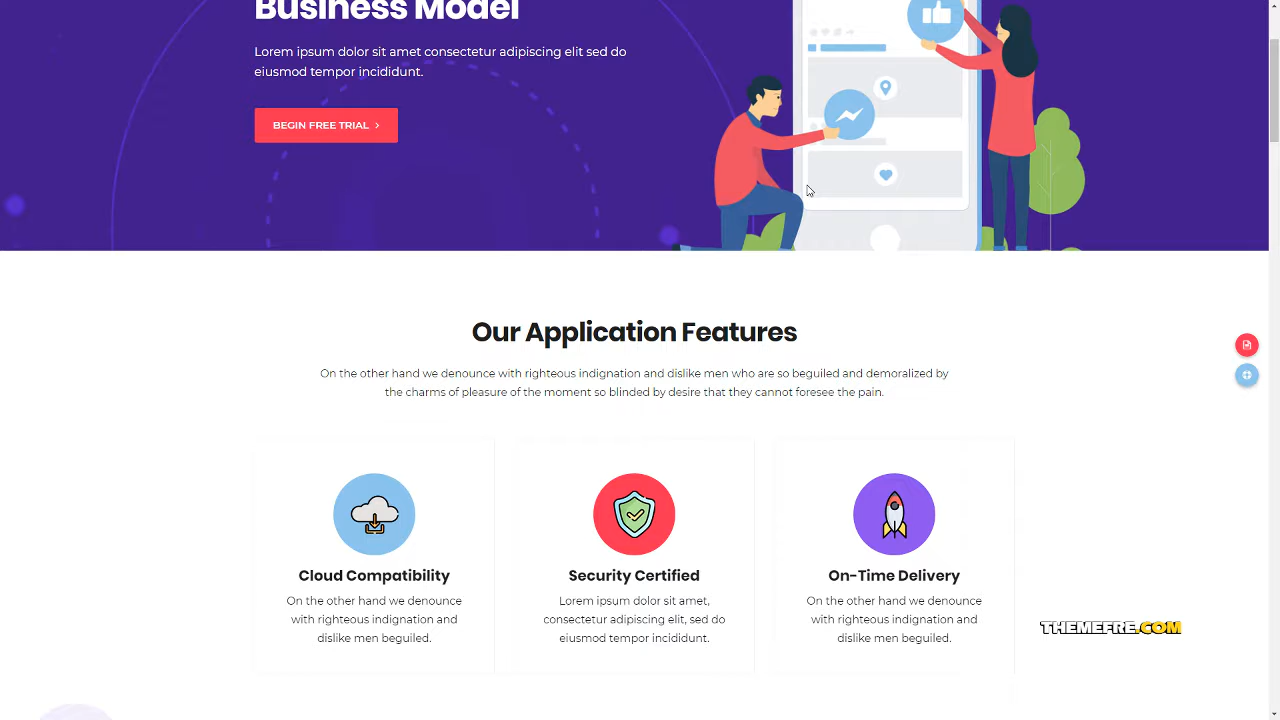 Business Model
Lorem ipsum dolor sit amet consectetur adipiscing elit sed do
eiusmod tempor incididunt.
BEGIN FREE TRIAL
Our Application Features
On the other hand we denounce with righteous indignation and dislike men who are so beguiled and demoralized by
the charms of pleasure of the moment so blinded by desire that they cannot foresee the pain.
Cloud Compatibility
On the other hand we denounce
with righteous indignation and
dislike men beguiled.
Security Certified
Lorem ipsum dolor sit amet,
consectetur adipiscing elit, sed do
eiusmod tempor incididunt.
On-Time Delivery
On the other hand we denounce
with righteous indignation and
dislike men beguiled.
THEMEFRE.COM